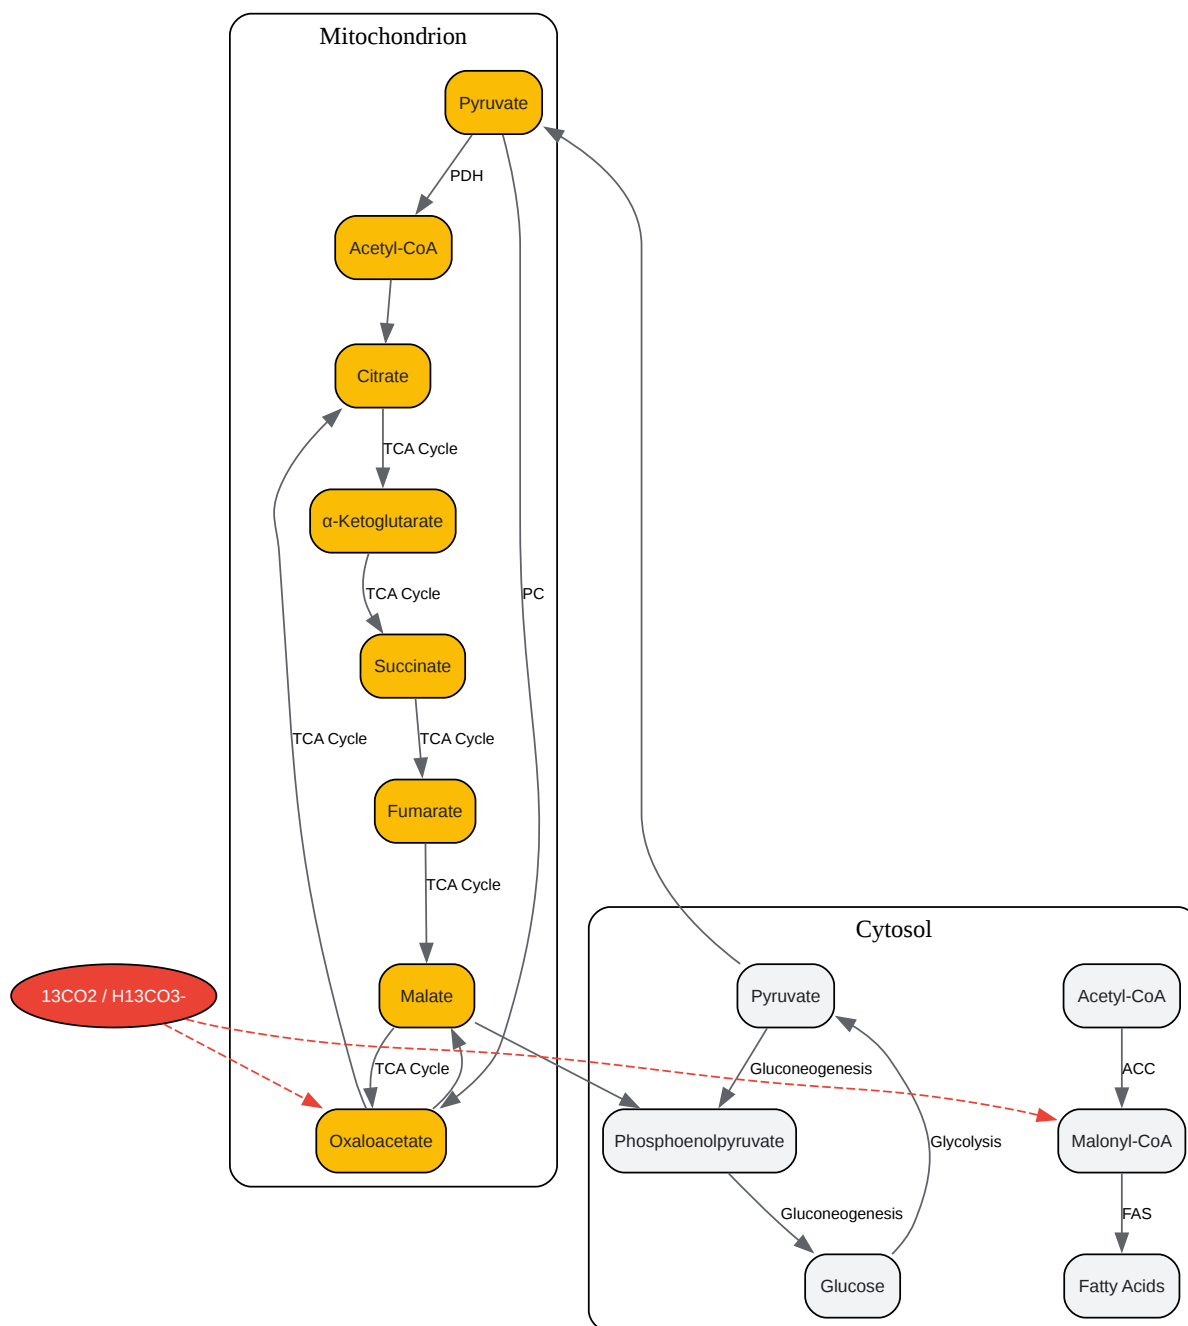 Mitochondrion
Pyruvate
PDH
Acetyl-CoA
Citrate
TCA Cycle
α-Ketoglutarate
TCA Cycle
PC
Succinate
TCA Cycle
TCA Cycle
Fumarate
TCA Cycle
Cytosol
13CO2 / H13CO3-
Malate
Pyruvate
Acetyl-CoA
TCA Cycle
Gluconeogenesis
ACC
Oxaloacetate
Phosphoenolpyruvate
Glycolysis
Malonyl-CoA
Gluconeogenesis
FAS
Glucose
Fatty Acids